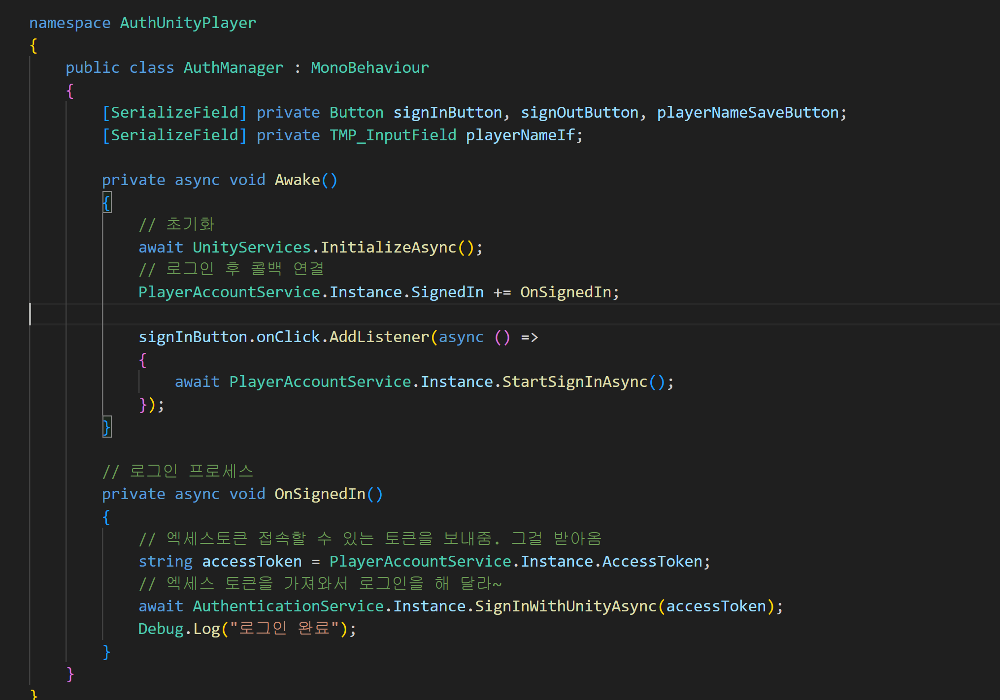 namespace AuthUnityPlayer
{
public class AuthManager : MonoBehaviour
{
[SerializeField] private Button signInButton, signOutButton, playerNameSaveButton;
[SerializeField] private TMP_InputField playerNameIf;
private async void Awake()
{
// 초기화
await UnityServices.InitializeAsync();
// 로그인 후 콜백 연결
PlayerAccountService.Instance.SignedIn += OnSignedIn;
signInButton.onClick.AddListener(async () =>
{
await PlayerAccountService.Instance.StartSignInAsync();
});
}
// 로그인 프로세스
private async void OnSignedIn()
{
// 엑세스토큰 접속할 수 있는 토큰을 보내줌. 그걸 받아옴
string accessToken = PlayerAccountService.Instance.AccessToken;
// 엑세스 토큰을 가져와서 로그인을 해 달라~
await AuthenticationService.Instance.SignInWithUnityAsync(accessToken);
Debug.Log("로그인 완료");
}
}
}